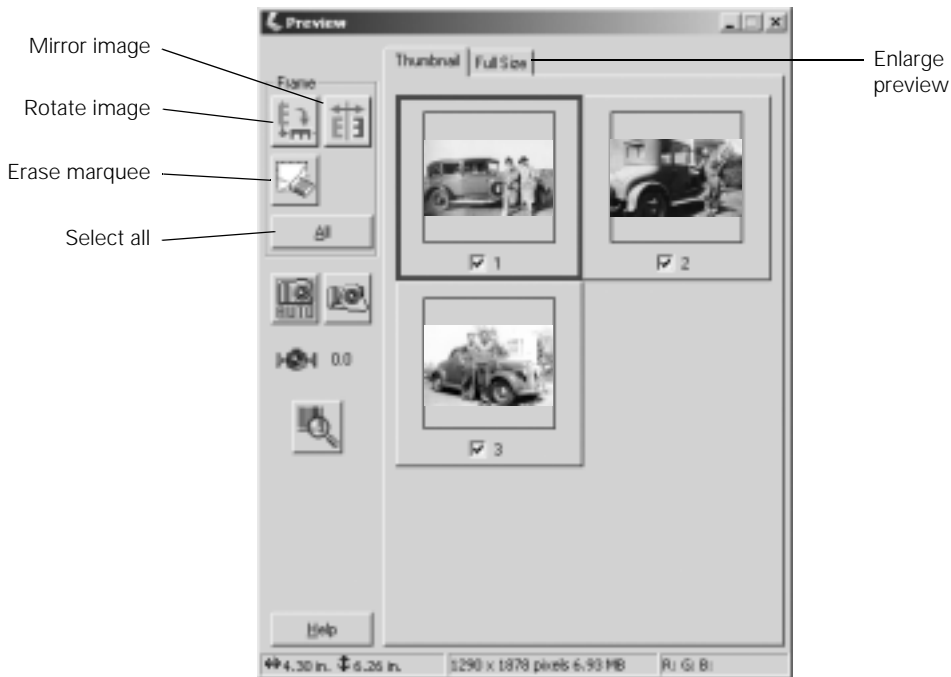 Preview
Mirror image
Rotate image
Erase marquee
Select all
Enlarge
preview
Thumbnail
Full Size
Frame
All
AUTO
0.0
1
2
3
Help
4.30 in. 6.26 in.
1290 x 1878 pixels 6.93 MB
R: G: B: